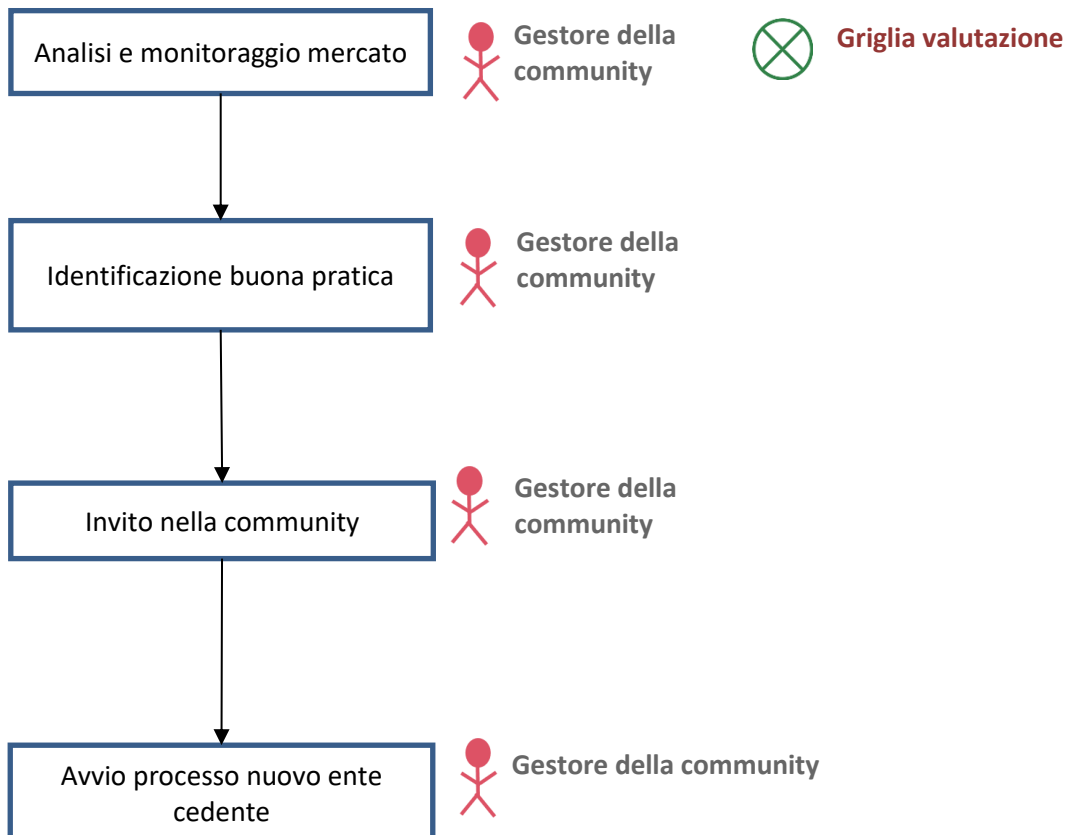 Analisi e monitoraggio mercato
Gestore della
community
Griglia valutazione
Identificazione buona pratica
Gestore della
community
Invito nella community
Gestore della
community
Avvio processo nuovo ente
cedente
Gestore della community